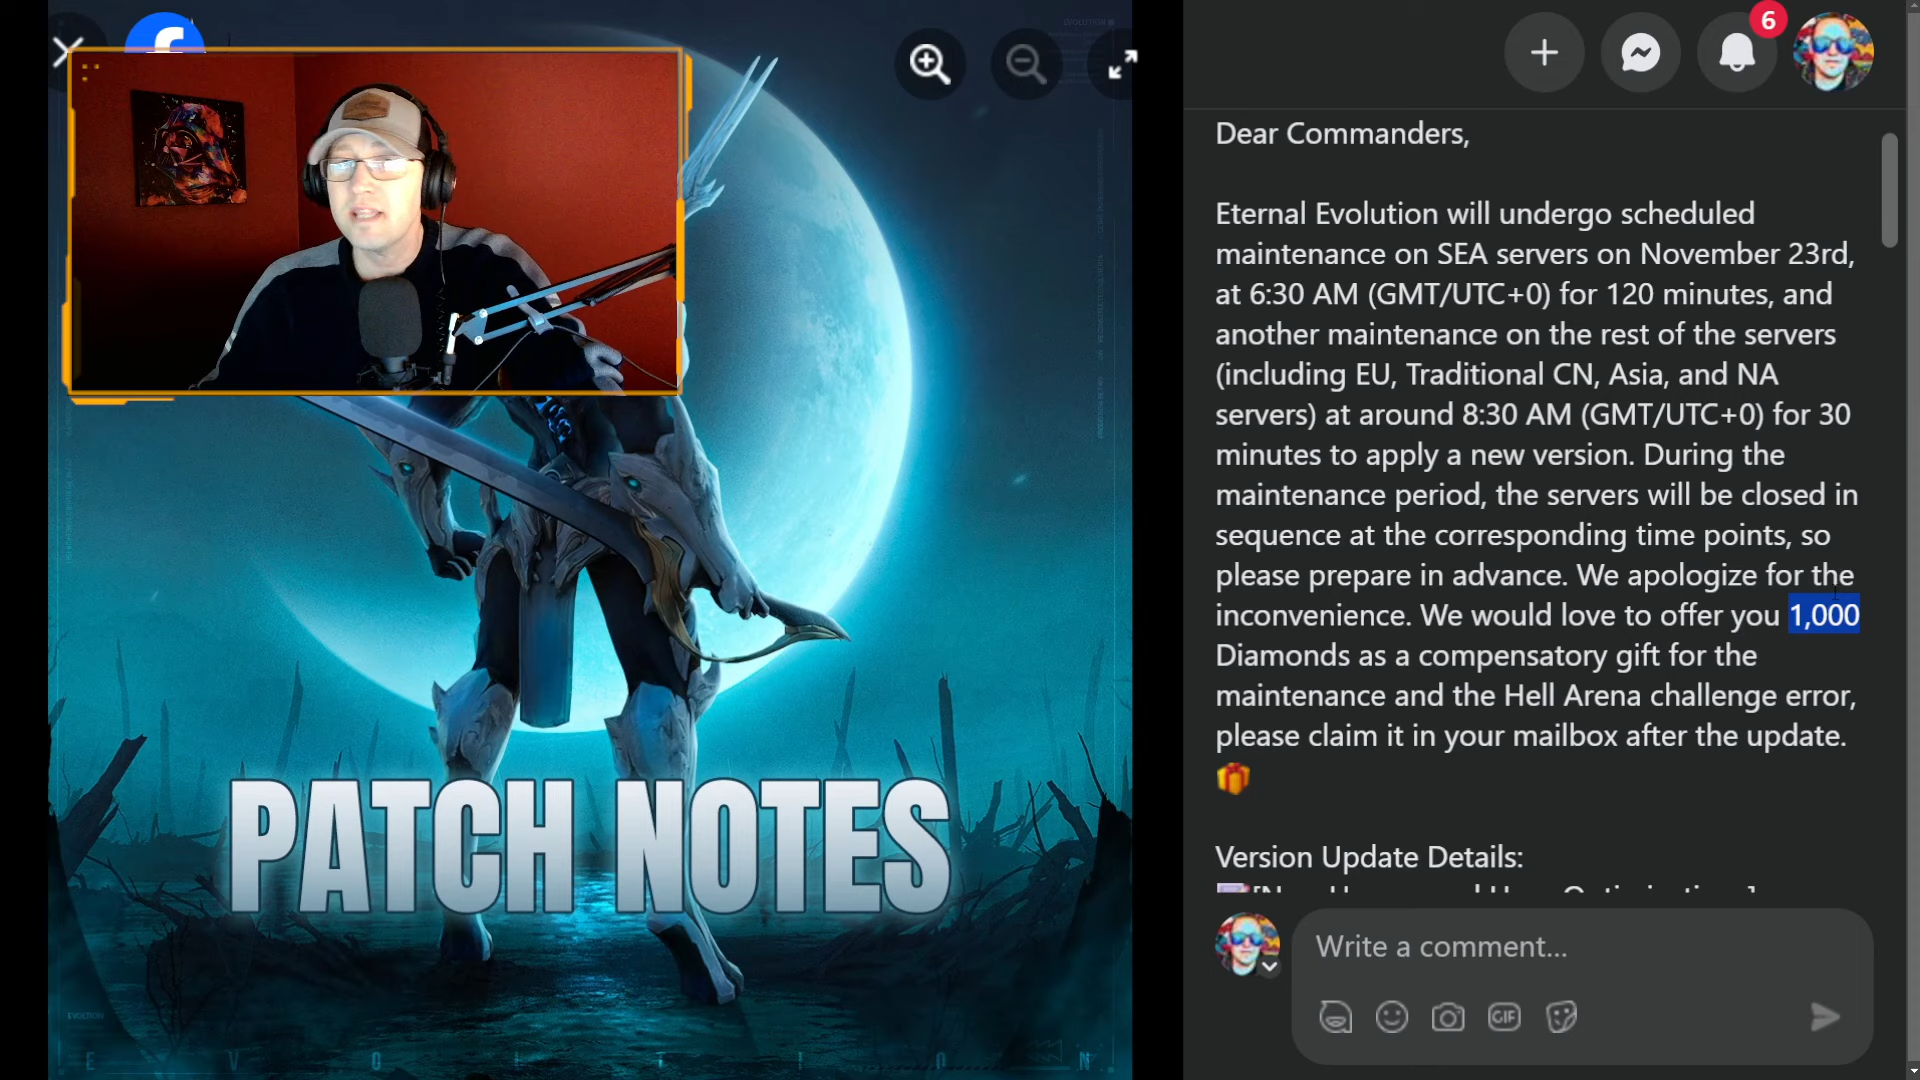 6
Dear Commanders,
Eternal Evolution will undergo scheduled
maintenance on SEA servers on November 23rd,
at 6:30 AM (GMT/UTC+0) for 120 minutes, and
another maintenance on the rest of the servers
(including EU, Traditional CN, Asia, and NA
servers) at around 8:30 AM (GMT/UTC+0) for 30
minutes to apply a new version. During the
maintenance period, the servers will be closed in
sequence at the corresponding time points, so
please prepare in advance. We apologize for the
inconvenience. We would love to offer you 1,000
Diamonds as a compensatory gift for the
maintenance and the Hell Arena challenge error,
please claim it in your mailbox after the update.
Version Update Details:
Write a comment...
GIF
PATCH NOTES